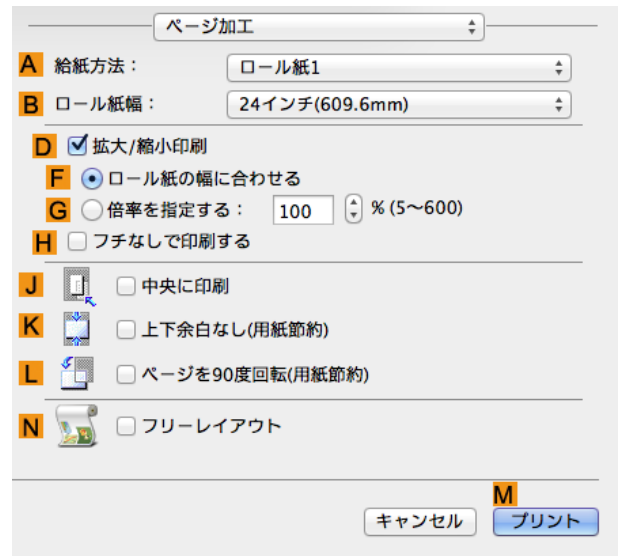 ページ加工
A 給紙方法： ロール紙1
B ロール紙幅： 24インチ(609.6mm)
D 拡大/縮小印刷
F ロール紙の幅に合わせる
G 倍率を指定する： 100 % (5～600)
H フチなしで印刷する
J 中央に印刷
K 上下余白なし(用紙節約)
L ページを90度回転(用紙節約)
N フリーレイアウト
M
キャンセル プリント